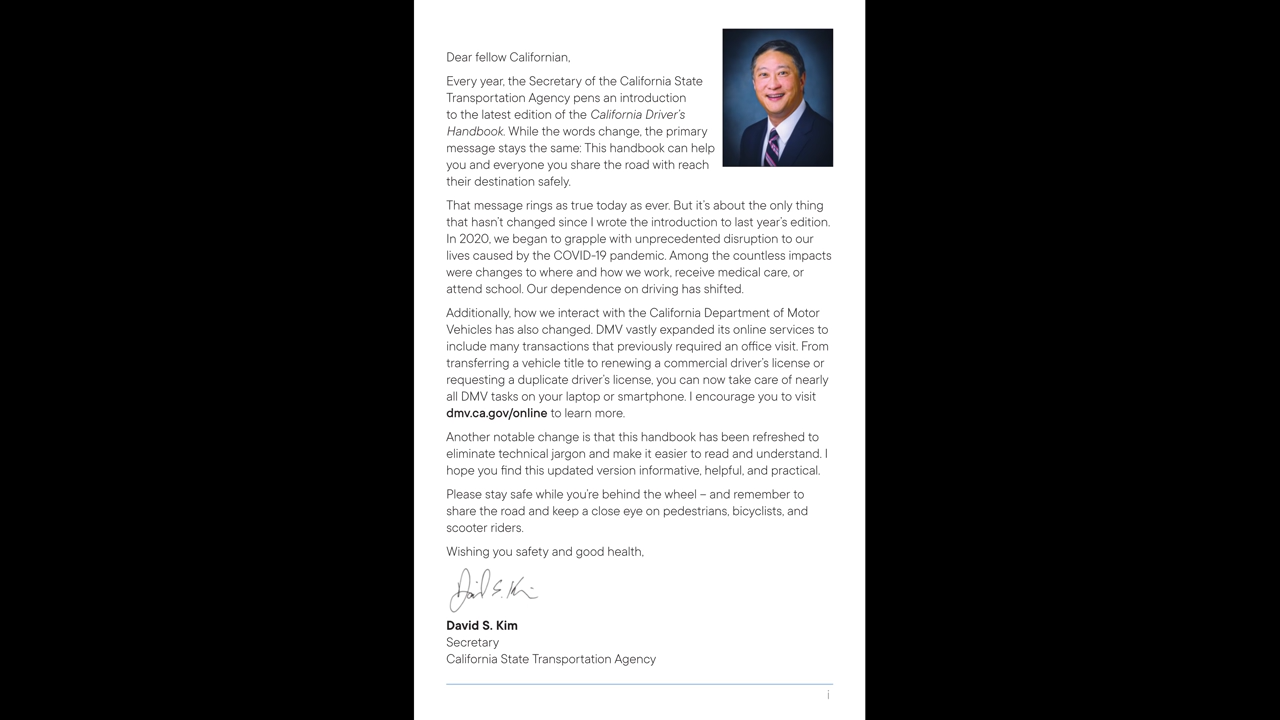 Dear fellow Californian,
Every year, the Secretary of the California State
Transportation Agency pens an introduction
to the latest edition of the California Driver's
Handbook. While the words change, the primary
message stays the same: This handbook can help
you and everyone you share the road with reach
their destination safely.
That message rings as true today as ever. But it's about the only thing
that hasn't changed since I wrote the introduction to last year's edition.
In 2020, we began to grapple with unprecedented disruption to our
lives caused by the COVID-19 pandemic. Among the countless impacts
were changes to where and how we work, receive medical care, or
attend school. Our dependence on driving has shifted.
Additionally, how we interact with the California Department of Motor
Vehicles has also changed. DMV vastly expanded its online services to
include many transactions that previously required an office visit. From
transferring a vehicle title to renewing a commercial driver's license or
requesting a duplicate driver's license, you can now take care of nearly
all DMV tasks on your laptop or smartphone. I encourage you to visit
dmv.ca.gov/online to learn more.
Another notable change is that this handbook has been refreshed to
eliminate technical jargon and make it easier to read and understand. I
hope you find this updated version informative, helpful, and practical.
Please stay safe while you're behind the wheel – and remember to
share the road and keep a close eye on pedestrians, bicyclists, and
scooter riders.
Wishing you safety and good health,
David S. Kim
David S. Kim
Secretary
California State Transportation Agency
i